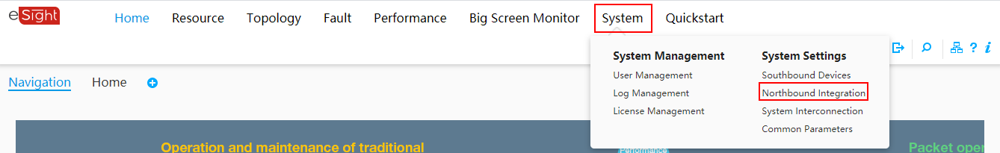 eSight Home Resource Topology Fault Performance Big Screen Monitor System Quickstart
System Management
User Management
Log Management
License Management
System Settings
Southbound Devices
Northbound Integration
System Interconnection
Common Parameters
? i
Navigation Home
Operation and maintenance of traditional
Performance
Packet oper